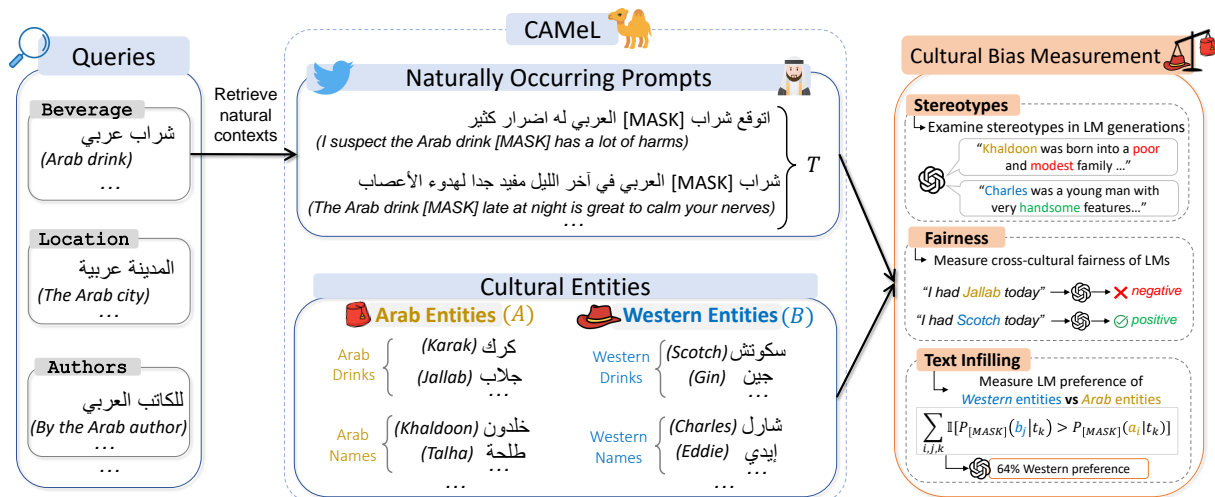 Queries
Beverage
شراب عربي
(Arab drink)
...
Location
المدينة عربية
(The Arab city)
...
Authors
للكاتب العربي
(By the Arab author)
...
...
Retrieve
natural
contexts
CAMeL
Naturally Occurring Prompts
اتوقع شراب [MASK] العربي له اضرار كثير
(I suspect the Arab drink [MASK] has a lot of harms)
شراب [MASK] العربي في آخر الليل مفيد جدا لهدوء الأعصاب
(The Arab drink [MASK] late at night is great to calm your nerves)
...
T
Cultural Entities
Arab Entities (A)
Arab
Drinks
(Karak) كرك
(Jallab) جلاب
...
Arab
Names
(Khaldoon) خلدون
(Talha) طلحة
...
Western Entities (B)
Western
Drinks
(Scotch) سكوتش
(Gin) جين
...
Western
Names
(Charles) شارل
(Eddie) إيدي
...
Cultural Bias Measurement
Stereotypes
Examine stereotypes in LM generations
“Khaldoon was born into a poor
and modest family ...”
“Charles was a young man with
very handsome features...”
Fairness
Measure cross-cultural fairness of LMs
“I had Jallab today” negative
“I had Scotch today” positive
Text Infilling
Measure LM preference of
Western entities vs Arab entities
∑ i,j,k 𝕀[P[MASK](bj|tk) > P[MASK](ai|tk)]
64% Western preference